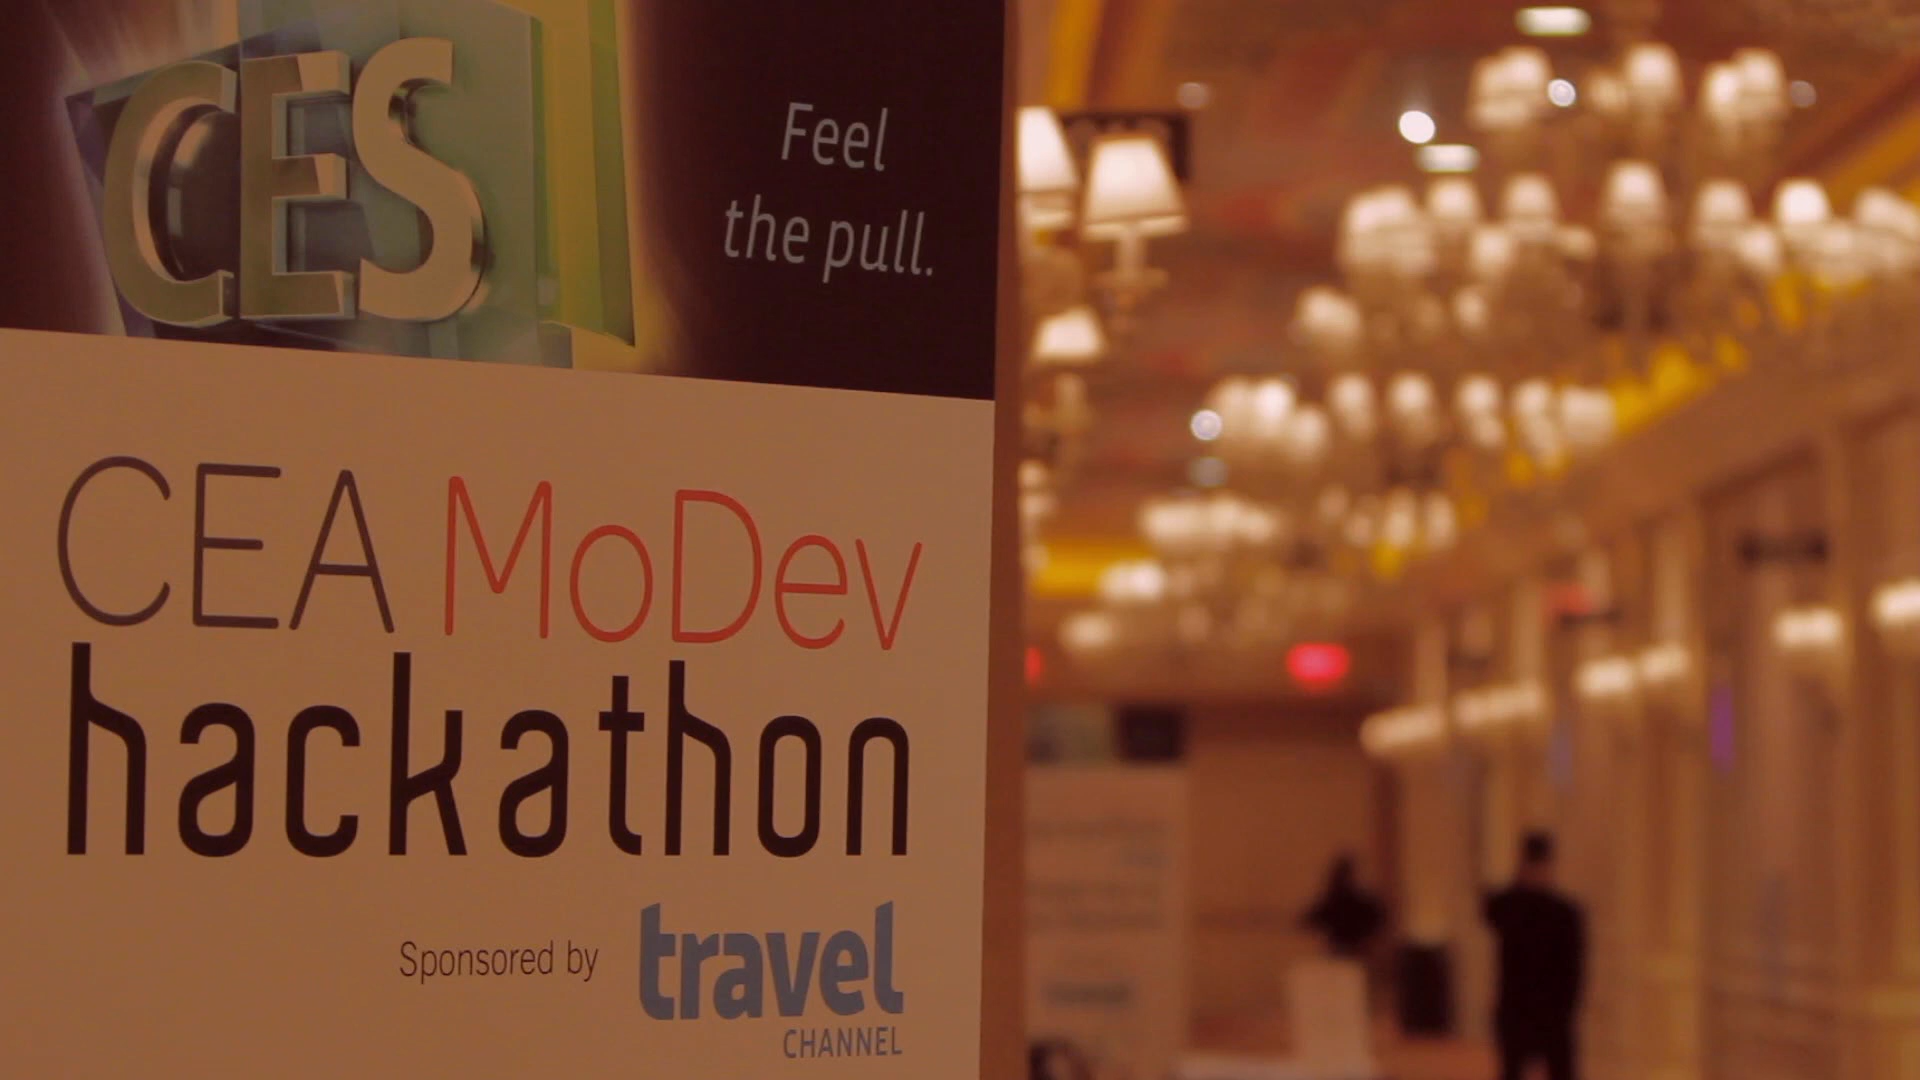 CES
Feel
the pull.
CEA MoDev
hackathon
Sponsored by travel
CHANNEL